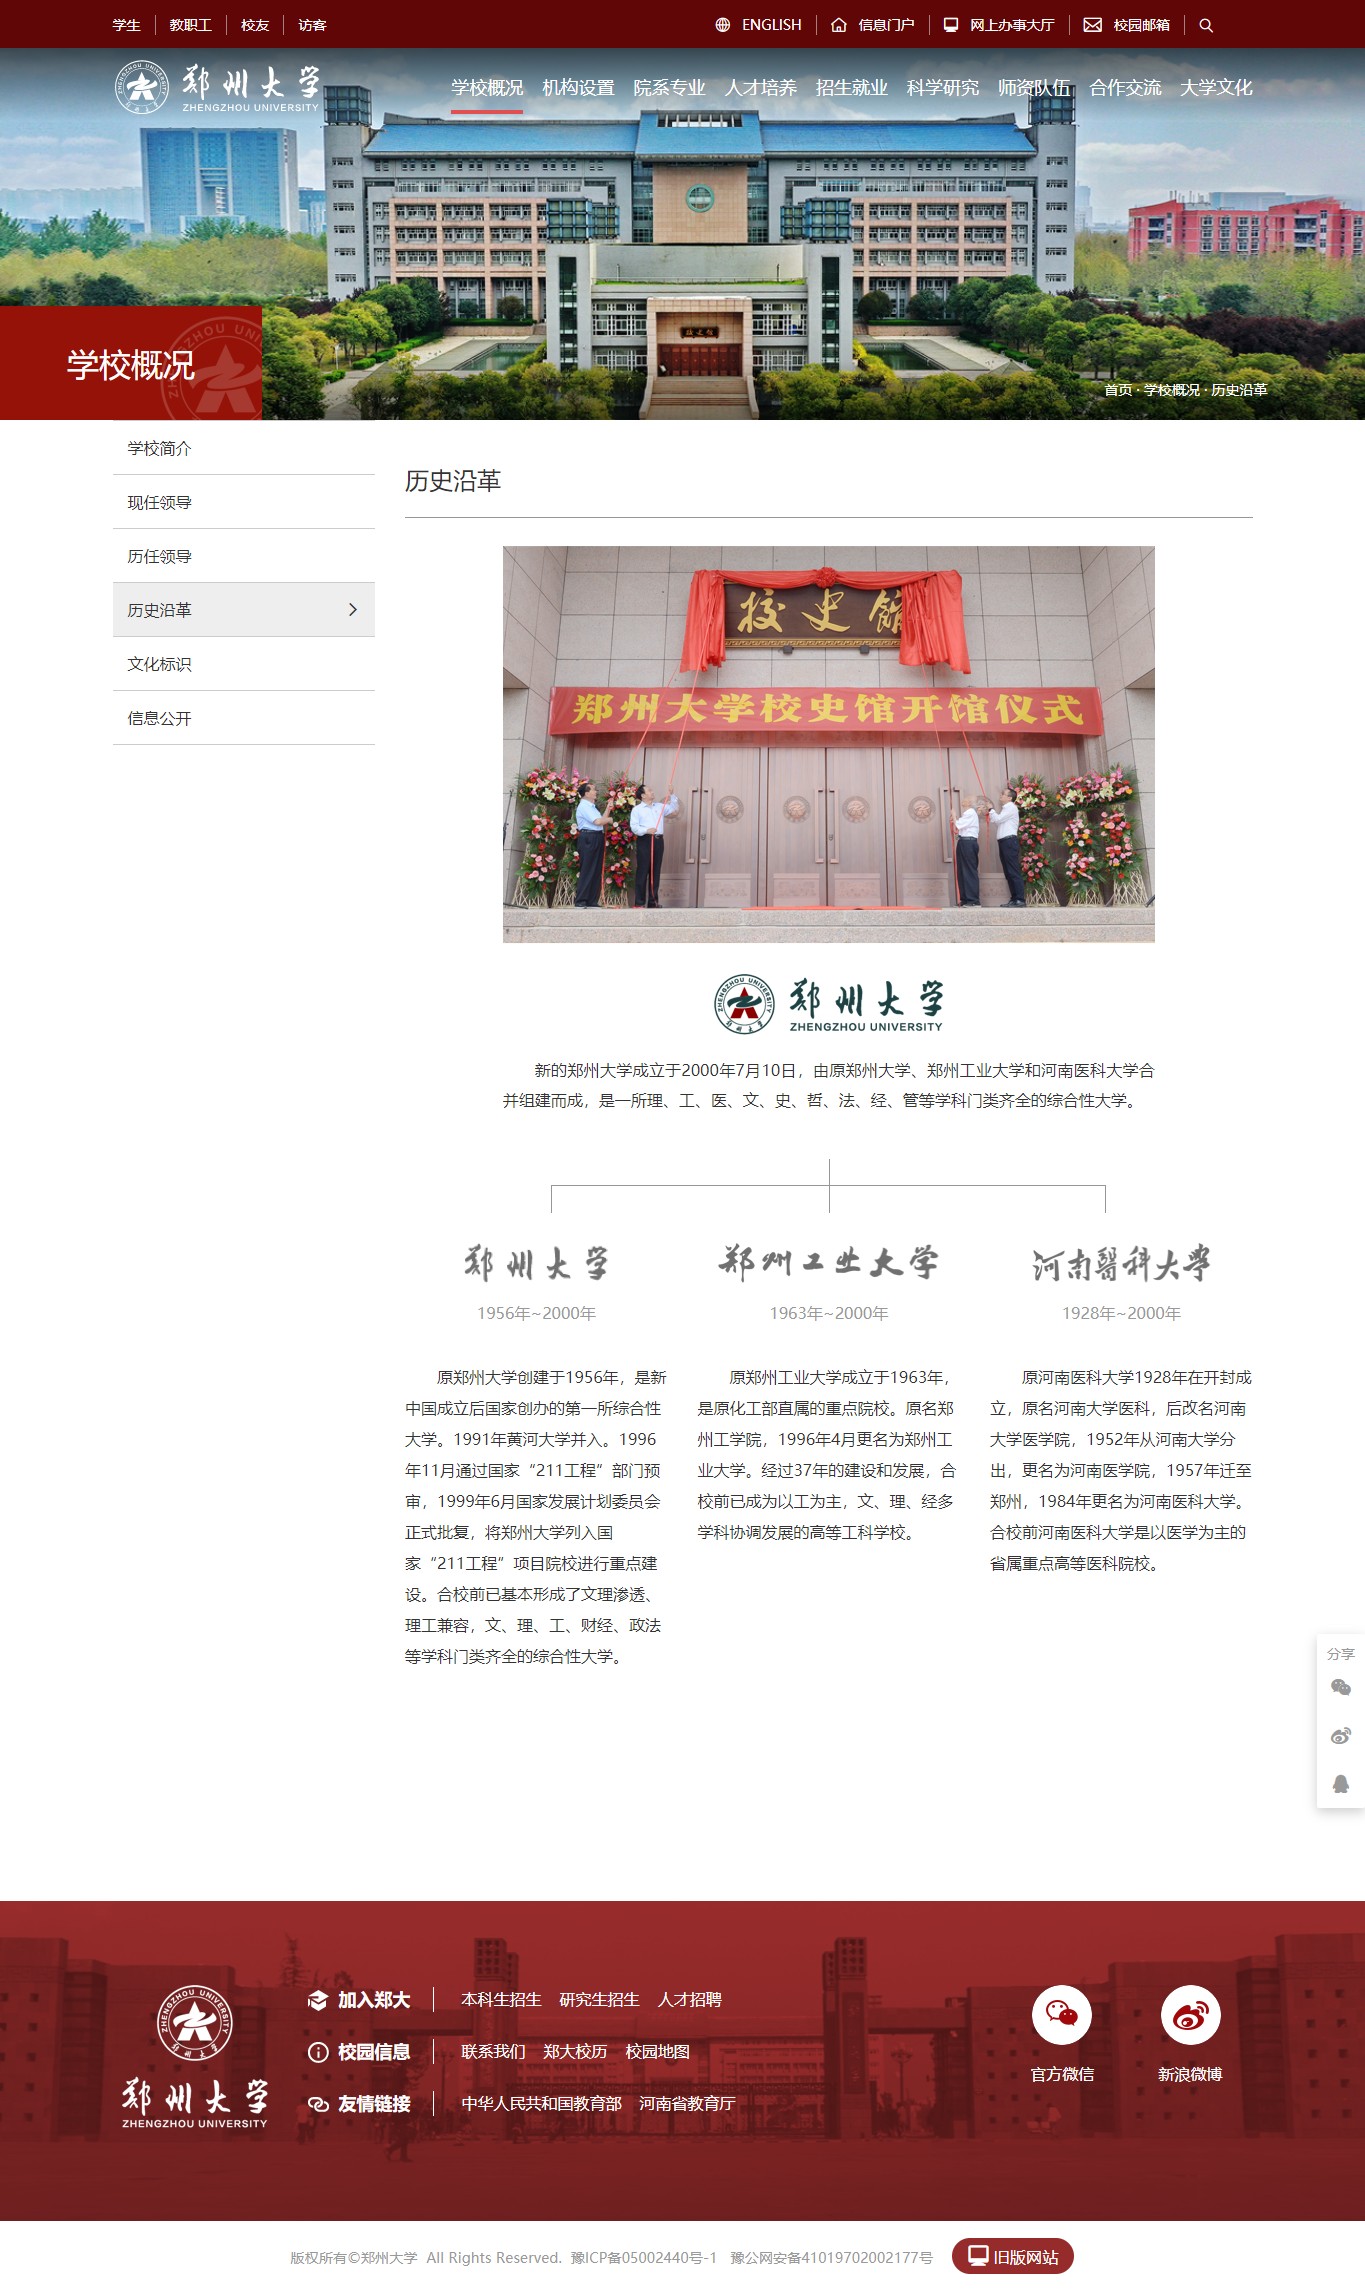 学生 教职工 校友 访客 ENGLISH 信息门户 网上办事大厅 校园邮箱
郑州大学
ZHENGZHOU UNIVERSITY
学校概况 机构设置 院系专业 人才培养 招生就业 科学研究 师资队伍 合作交流 大学文化
馆史校
学校概况
首页 · 学校概况 · 历史沿革
学校简介
现任领导
历任领导
历史沿革
文化标识
信息公开
历史沿革
馆史校
郑州大学校史馆开馆仪式
郑州大学
ZHENGZHOU UNIVERSITY
新的郑州大学成立于2000年7月10日，由原郑州大学、郑州工业大学和河南医科大学合
并组建而成，是一所理、工、医、文、史、哲、法、经、管等学科门类齐全的综合性大学。
郑州大学
1956年~2000年
原郑州大学创建于1956年，是新
中国成立后国家创办的第一所综合性
大学。1991年黄河大学并入。1996
年11月通过国家“211工程”部门预
审，1999年6月国家发展计划委员会
正式批复，将郑州大学列入国
家“211工程”项目院校进行重点建
设。合校前已基本形成了文理渗透、
理工兼容，文、理、工、财经、政法
等学科门类齐全的综合性大学。
郑州工业大学
1963年~2000年
原郑州工业大学成立于1963年，
是原化工部直属的重点院校。原名郑
州工学院，1996年4月更名为郑州工
业大学。经过37年的建设和发展，合
校前已成为以工为主，文、理、经多
学科协调发展的高等工科学校。
河南醫科大學
1928年~2000年
原河南医科大学1928年在开封成
立，原名河南大学医科，后改名河南
大学医学院，1952年从河南大学分
出，更名为河南医学院，1957年迁至
郑州，1984年更名为河南医科大学。
合校前河南医科大学是以医学为主的
省属重点高等医科院校。
分享
郑州大学
ZHENGZHOU UNIVERSITY
加入郑大 本科生招生 研究生招生 人才招聘
校园信息 联系我们 郑大校历 校园地图
友情链接 中华人民共和国教育部 河南省教育厅
官方微信 新浪微博
版权所有©郑州大学 All Rights Reserved. 豫ICP备05002440号-1 豫公网安备41019702002177号 旧版网站